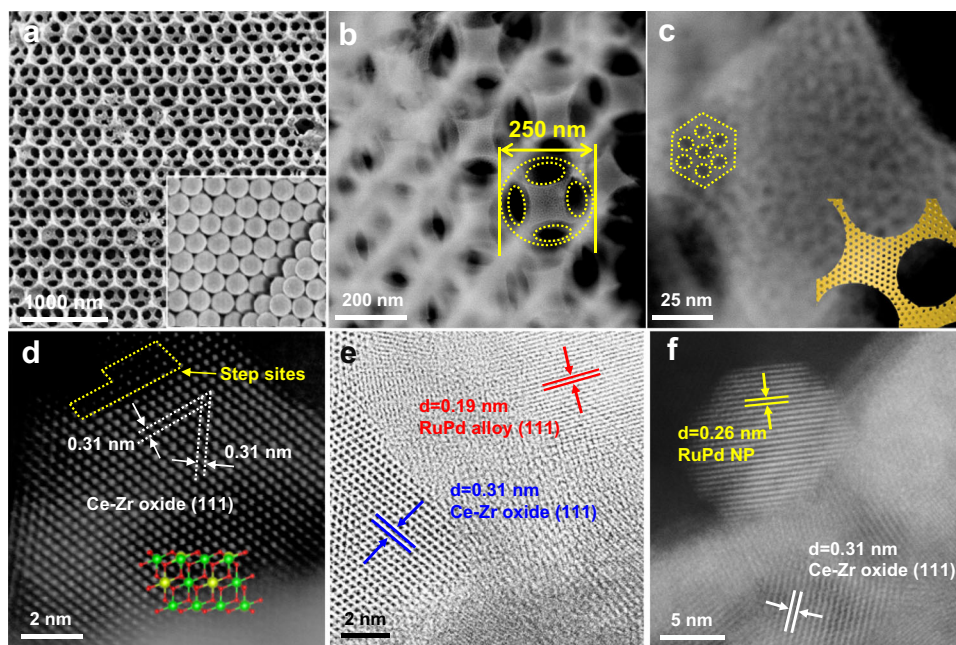 a
1000 nm
b
250 nm
200 nm
c
25 nm
d
Step sites
0.31 nm
0.31 nm
Ce-Zr oxide (111)
2 nm
e
d=0.19 nm
RuPd alloy (111)
d=0.31 nm
Ce-Zr oxide (111)
2 nm
f
d=0.26 nm
RuPd NP
d=0.31 nm
Ce-Zr oxide (111)
5 nm